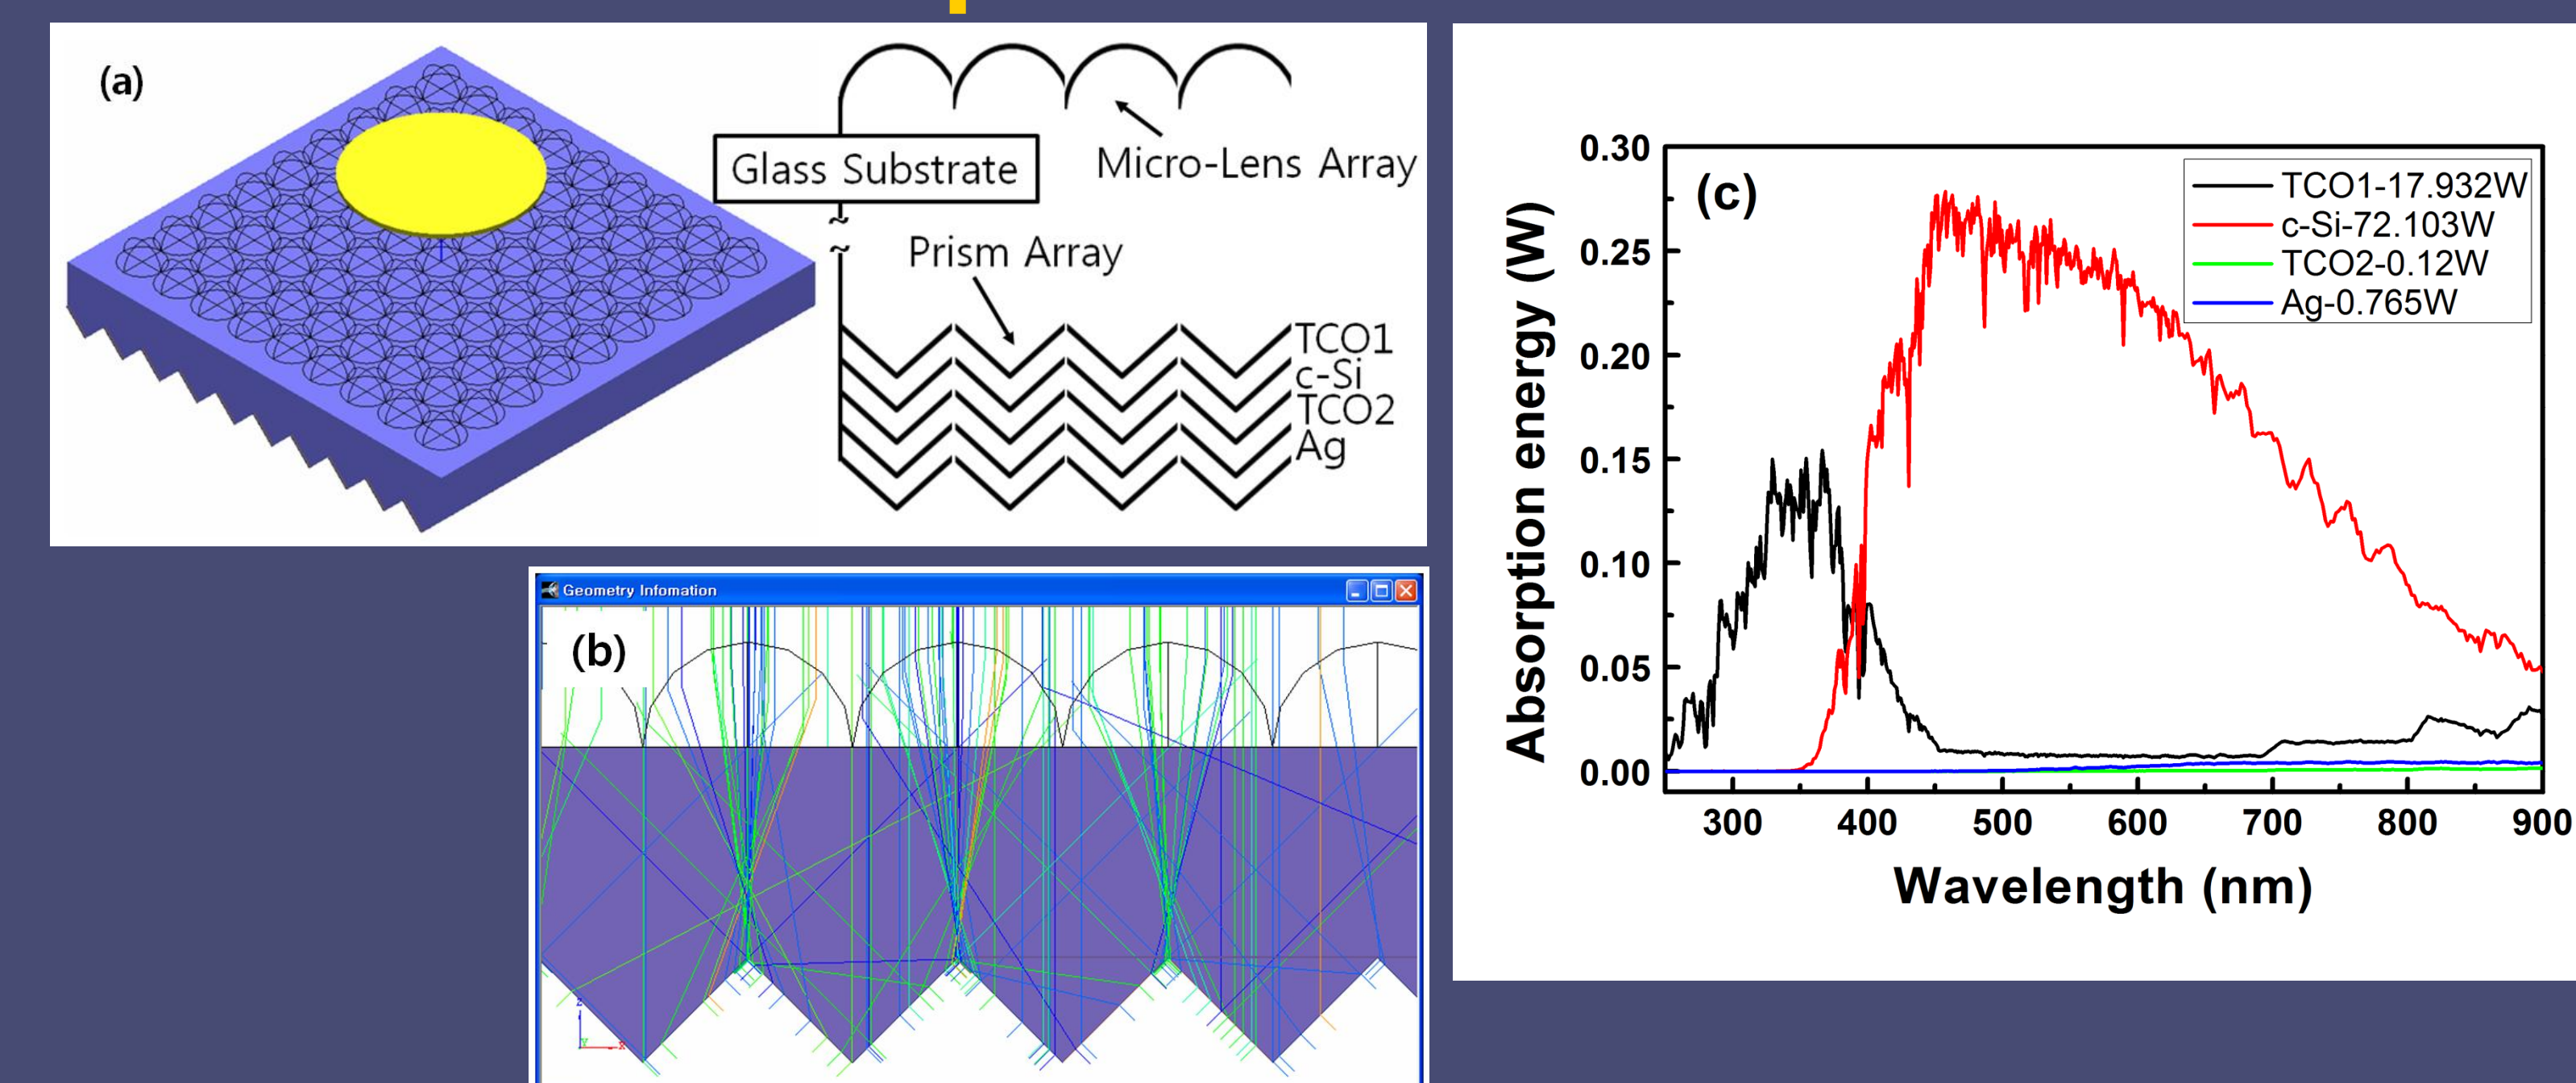 (a)
Glass Substrate
Micro-Lens Array
~
~
Prism Array
TCO1
c-Si
TCO2
Ag
Geometry Infomation
(b)
Z
Y
X
(c)
TCO1-17.932W
c-Si-72.103W
TCO2-0.12W
Ag-0.765W
Absorption energy (W)
0.30
0.25
0.20
0.15
0.10
0.05
0.00
300 400 500 600 700 800 900
Wavelength (nm)